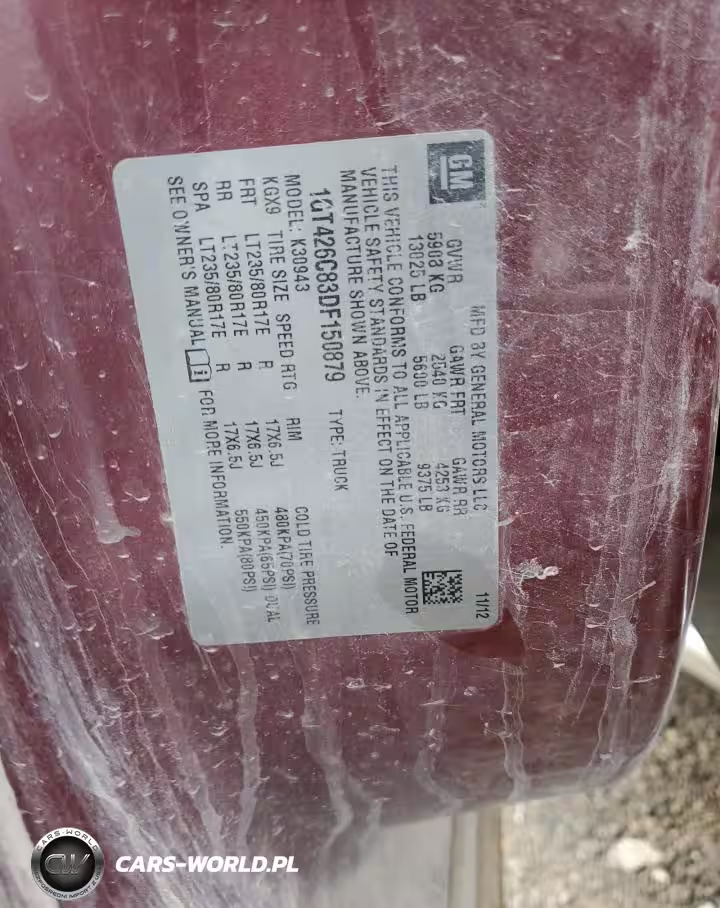 GM
MFD BY GENERAL MOTORS LLC
11/12
GVWR GAWR FRT GAWR RR
5908 KG 2540 KG 4253 KG
13025 LB 5600 LB 9375 LB
THIS VEHICLE CONFORMS TO ALL APPLICABLE U.S. FEDERAL MOTOR
VEHICLE SAFETY STANDARDS IN EFFECT ON THE DATE OF
MANUFACTURE SHOWN ABOVE.
1GT426C83DF150879 TYPE: TRUCK
MODEL: K30943
KGX9 TIRE SIZE SPEED RTG RIM COLD TIRE PRESSURE
FRT LT235/80R17E R 17X6.5J 480KPA(70PSI)
RR LT235/80R17E R 17X6.5J 450KPA(65PSI) DUAL
SPA LT235/80R17E R 17X6.5J 550KPA(80PSI)
SEE OWNER'S MANUAL i FOR MORE INFORMATION.
CARS-WORLD
CW
CARS-WORLD.PL